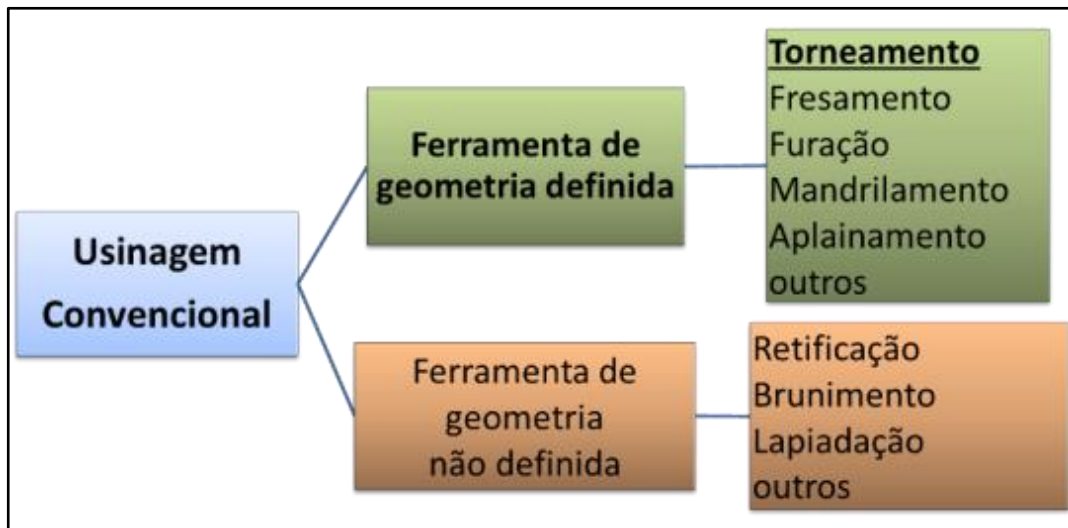 Usinagem
Convencional
Ferramenta de
geometria definida
Torneamento
Fresamento
Furação
Mandrilamento
Aplainamento
outros
Ferramenta de
geometria
não definida
Retificação
Brunimento
Lapiadação
outros